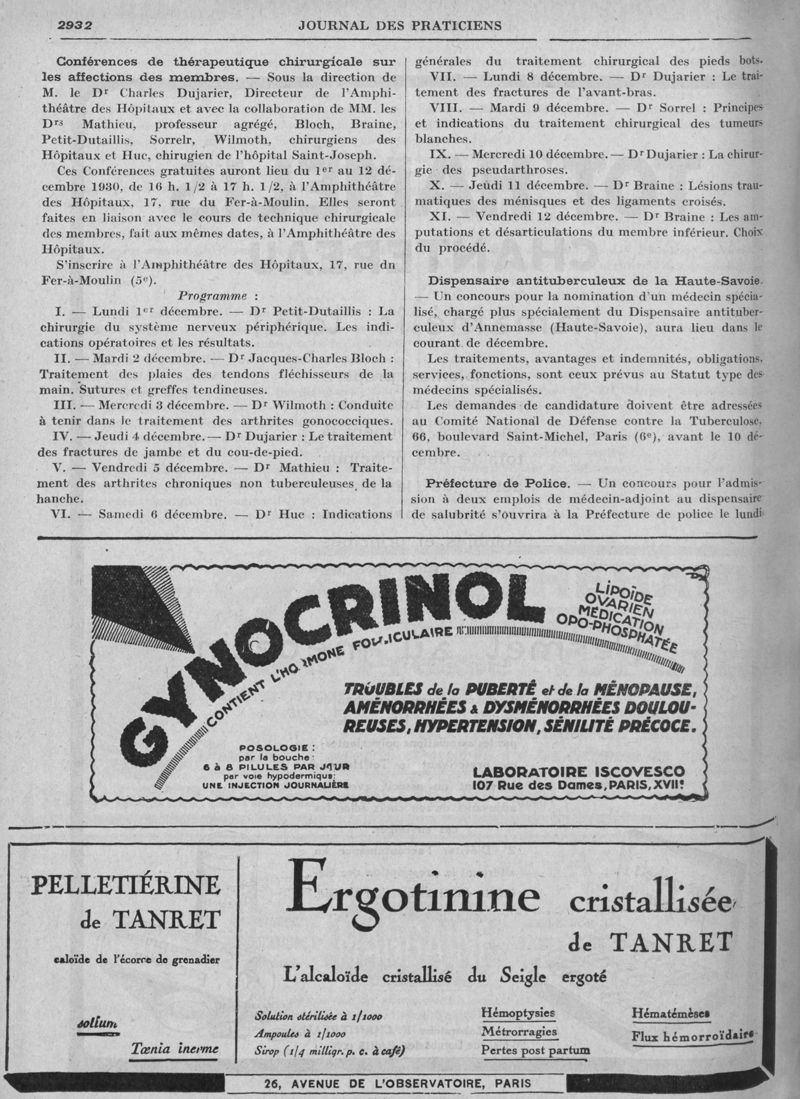 2932
JOURNAL DES PRATICIENS
Conférences de thérapeutique chirurgicale sur
les affections des membres. — Sous la direction de
M. le Dr Charles Dujarier, Directeur de l'Amphi-
théâtre des Hôpitaux et avec la collaboration de MM. les
Drs Mathieu, professeur agrégé, Bloch, Braine,
Petit-Dutaillis, Sorrelr, Wilmoth, chirurgiens des
Hôpitaux et Huc, chirugien de l'hôpital Saint-Joseph.
Ces Conférences gratuites auront lieu du 1er au 12 dé-
cembre 1930, de 16 h. 1/2 à 17 h. 1/2, à l'Amphithéâtre
des Hôpitaux, 17, rue du Fer-à-Moulin. Elles seront
faites en liaison avec le cours de technique chirurgicale
des membres, fait aux mêmes dates, à l'Amphithéâtre des
Hôpitaux.
S'inscrire à l'Amphithéâtre des Hôpitaux, 17, rue dn
Fer-à-Moulin (5e).
Programme :
I. — Lundi 1er décembre. — Dr Petit-Dutaillis : La
chirurgie du système nerveux périphérique. Les indi-
cations opératoires et les résultats.
II. — Mardi 2 décembre. — Dr Jacques-Charles Bloch :
Traitement des plaies des tendons fléchisseurs de la
main. Sutures et greffes tendineuses.
III. — Mercredi 3 décembre. — Dr Wilmoth : Conduite
à tenir dans le traitement des arthrites gonococciques.
IV. — Jeudi 4 décembre. — Dr Dujarier : Le traitement
des fractures de jambe et du cou-de-pied.
V. — Vendredi 5 décembre. — Dr Mathieu : Traite-
ment des arthrites chroniques non tuberculeuses de la
hanche.
VI. — Samedi 6 décembre. — Dr Huc : Indications
générales du traitement chirurgical des pieds bots.
VII. — Lundi 8 décembre. — Dr Dujarier : Le trai-
tement des fractures de l'avant-bras.
VIII. — Mardi 9 décembre. — Dr Sorrel : Principes
et indications du traitement chirurgical des tumeurs
blanches.
IX. — Mercredi 10 décembre. — Dr Dujarier : La chirur-
gie des pseudarthroses.
X. — Jeudi 11 décembre. — Dr Braine : Lésions trau-
matiques des ménisques et des ligaments croisés.
XI. — Vendredi 12 décembre. — Dr Braine : Les am-
putations et désarticulations du membre inférieur. Choix
du procédé.
Dispensaire antituberculeux de la Haute-Savoie.
— Un concours pour la nomination d'un médecin spécia-
lisé, chargé plus spécialement du Dispensaire antituber-
culeux d'Annemasse (Haute-Savoie), aura lieu dans le
courant de décembre.
Les traitements, avantages et indemnités, obligations,
services, fonctions, sont ceux prévus au Statut type des
médecins spécialisés.
Les demandes de candidature doivent être adressées
au Comité National de Défense contre la Tuberculose,
66, boulevard Saint-Michel, Paris (6e), avant le 10 dé-
cembre.
Préfecture de Police. — Un concours pour l'admis-
sion à deux emplois de médecin-adjoint au dispensaire
de salubrité s'ouvrira à la Préfecture de police le lundi
GYNOCRINOL
LIPOÏDE
OVARIEN
MÉDICATION
OPO-PHOSPHATÉE
CONTIENT L'HORMONE FOLLICULAIRE
TROUBLES de la PUBERTÉ et de la MÉNOPAUSE,
AMÉNORRHÉES & DYSMÉNORRHÉES DOULOU-
REUSES, HYPERTENSION, SÉNILITÉ PRÉCOCE.
POSOLOGIE :
par la bouche :
6 à 8 PILULES PAR JOUR
par voie hypodermique:
UNE INJECTION JOURNALIÈRE
LABORATOIRE ISCOVESCO
107 Rue des Dames, PARIS, XVIIe
PELLETIÉRINE
de TANRET
caloïde de l'écorce de grenadier
solium
Tœnia inerme
Ergotinine cristallisée
de TANRET
L'alcaloïde cristallisé du Seigle ergoté
Solution stérilisée à 1/1000
Ampoules à 1/1000
Sirop (1/4 milligr. p. c. à café)
Hémoptysies
Métrorragies
Pertes post partum
Hématémèses
Flux hémorroïdaires
26, AVENUE DE L'OBSERVATOIRE, PARIS